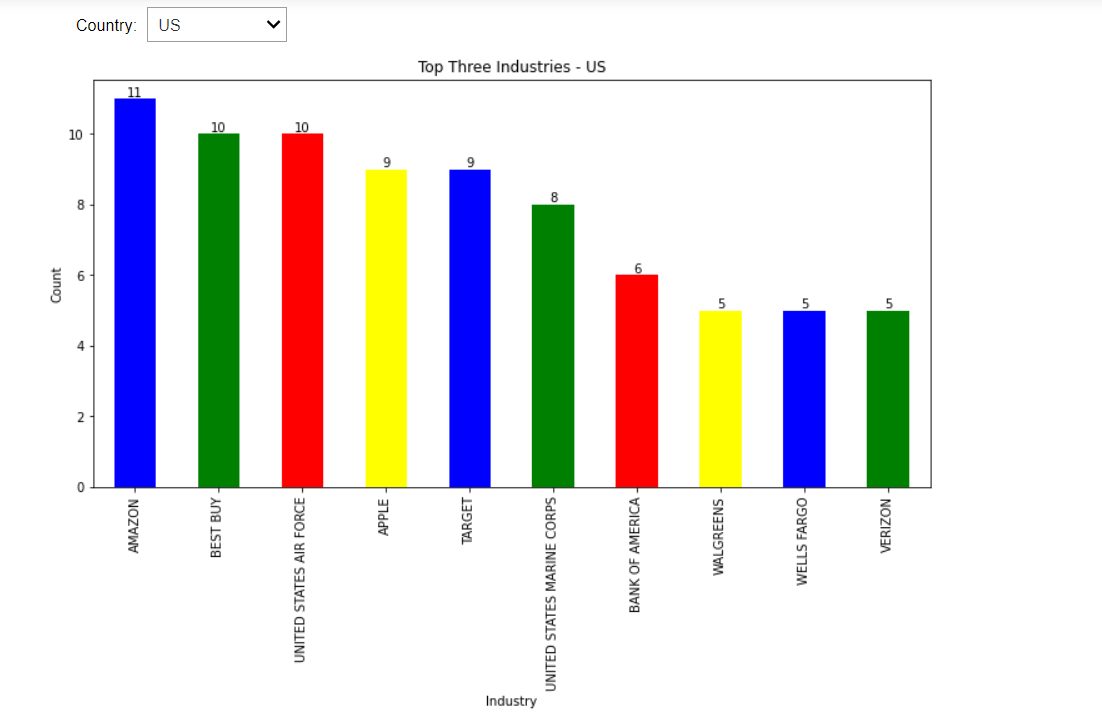 Country: US
Top Three Industries - US
11
10
10
9
9
8
6
5
5
5
10
8
6
4
2
0
Count
AMAZON
BEST BUY
UNITED STATES AIR FORCE
APPLE
TARGET
UNITED STATES MARINE CORPS
BANK OF AMERICA
WALGREENS
WELLS FARGO
VERIZON
Industry